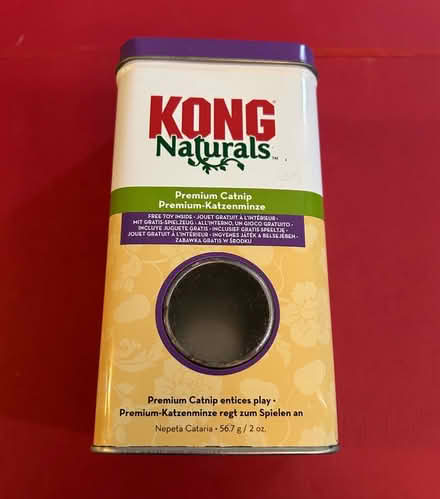 KONG
Naturals™
Premium Catnip
Premium-Katzenminze
FREE TOY INSIDE • JOUET GRATUIT À L'INTÉRIEUR •
MIT GRATIS-SPIELZEUG • ALL'INTERNO, UN GIOCO GRATUITO •
INCLUYE JUGUETE GRATIS • INCLUSIEF GRATIS SPEELTJE •
JOUET GRATUIT À L'INTÉRIEUR • INGYENES JÁTÉK A BELSEJÉBEN •
ZABAWKA GRATIS W ŚRODKU
Premium Catnip entices play •
Premium-Katzenminze regt zum Spielen an
Nepeta Cataria • 56.7 g / 2 oz.